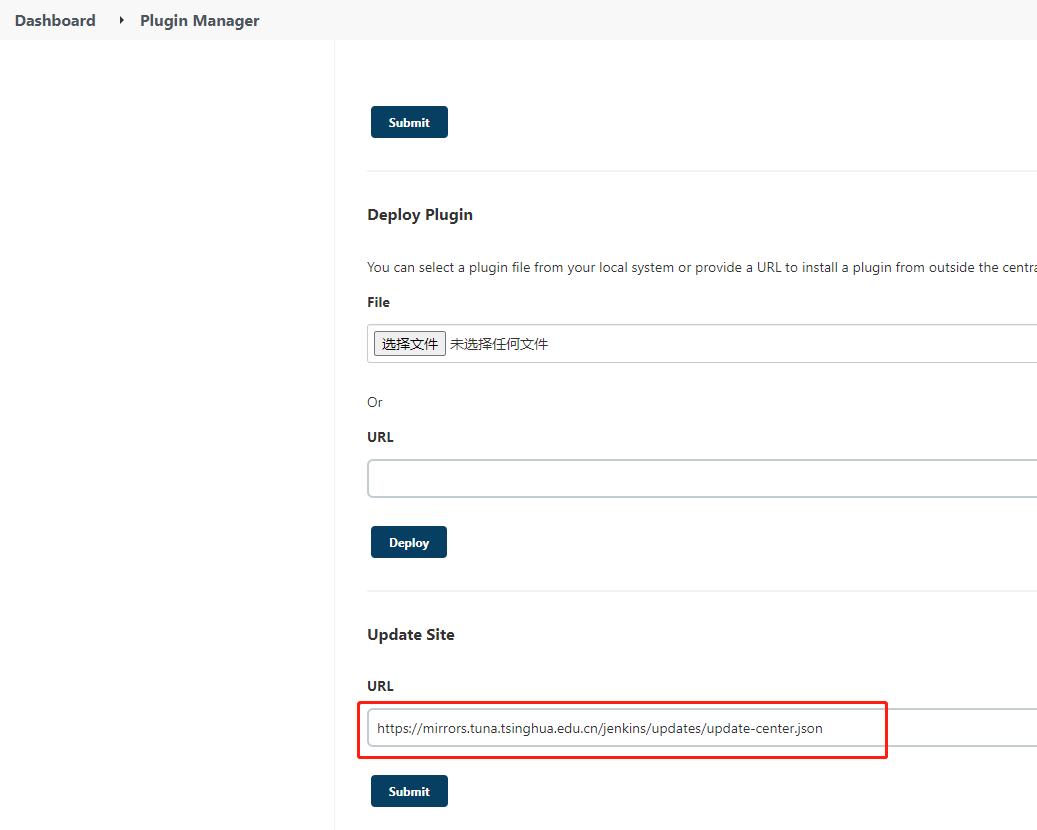 Dashboard Plugin Manager
Submit
Deploy Plugin
You can select a plugin file from your local system or provide a URL to install a plugin from outside the
File
选择文件 未选择任何文件
Or
URL
Deploy
Update Site
URL
https://mirrors.tuna.tsinghua.edu.cn/jenkins/updates/update-center.json
Submit